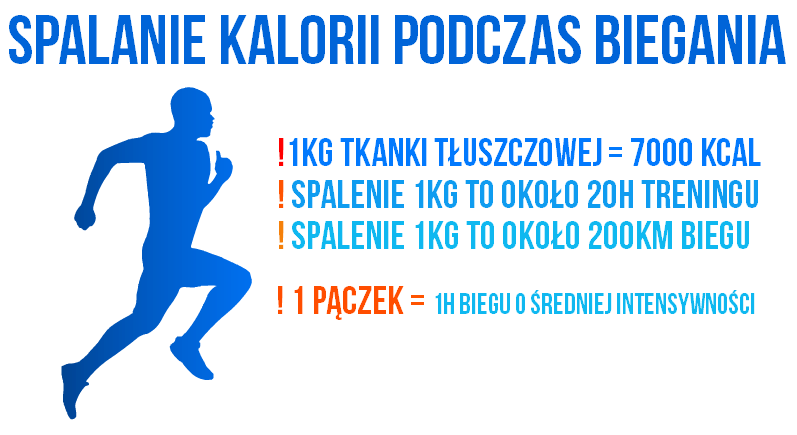 SPALANIE KALORII PODCZAS BIEGANIA
!1KG TKANKI TŁUSZCZOWEJ = 7000 KCAL
! SPALENIE 1KG TO OKOŁO 20H TRENINGU
! SPALENIE 1KG TO OKOŁO 200KM BIEGU
! 1 PĄCZEK = 1H BIEGU O ŚREDNIEJ INTENSYWNOŚCI